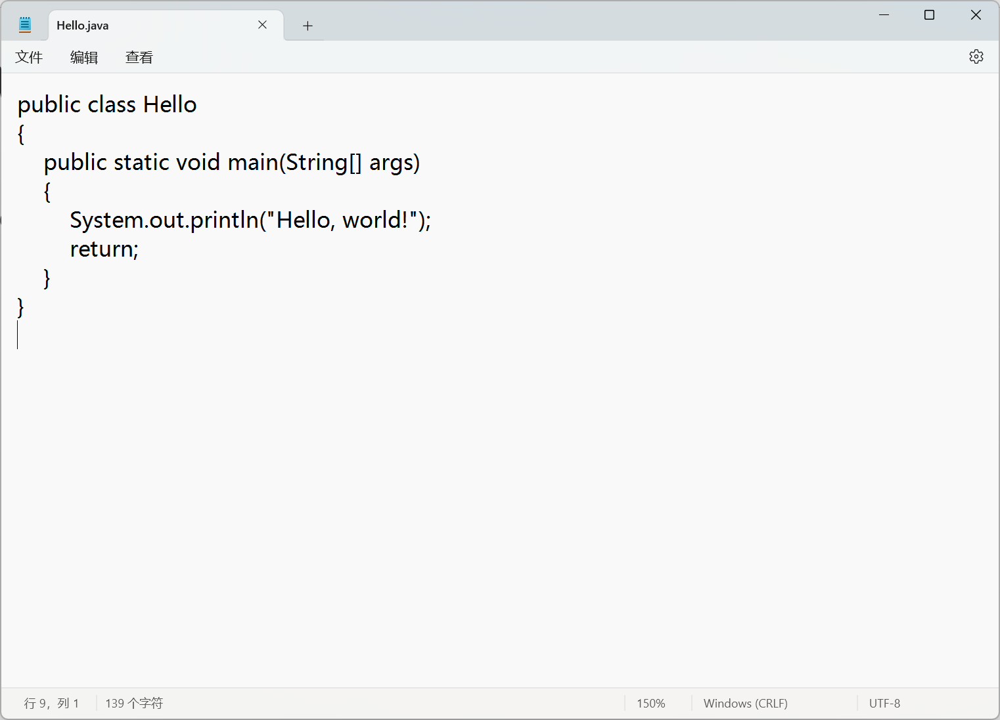 Hello.java
文件 编辑 查看
public class Hello
{
    public static void main(String[] args)
    {
        System.out.println("Hello, world!");
        return;
    }
}
行 9，列 1 139 个字符 150% Windows (CRLF) UTF-8